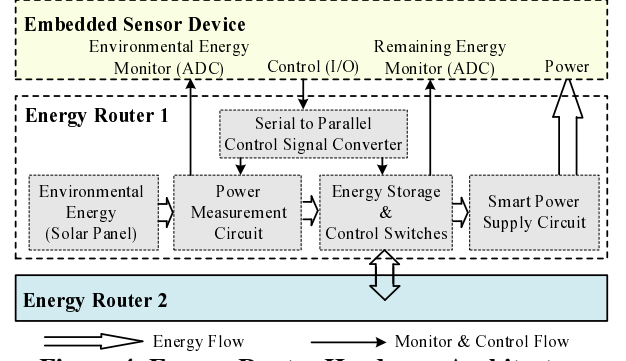 Embedded Sensor Device
Environmental Energy
Monitor (ADC)
Control (I/O)
Remaining Energy
Monitor (ADC)
Power
Energy Router 1
Serial to Parallel
Control Signal Converter
Environmental
Energy
(Solar Panel)
Power
Measurement
Circuit
Energy Storage
&
Control Switches
Smart Power
Supply Circuit
Energy Router 2
Energy Flow
Monitor & Control Flow